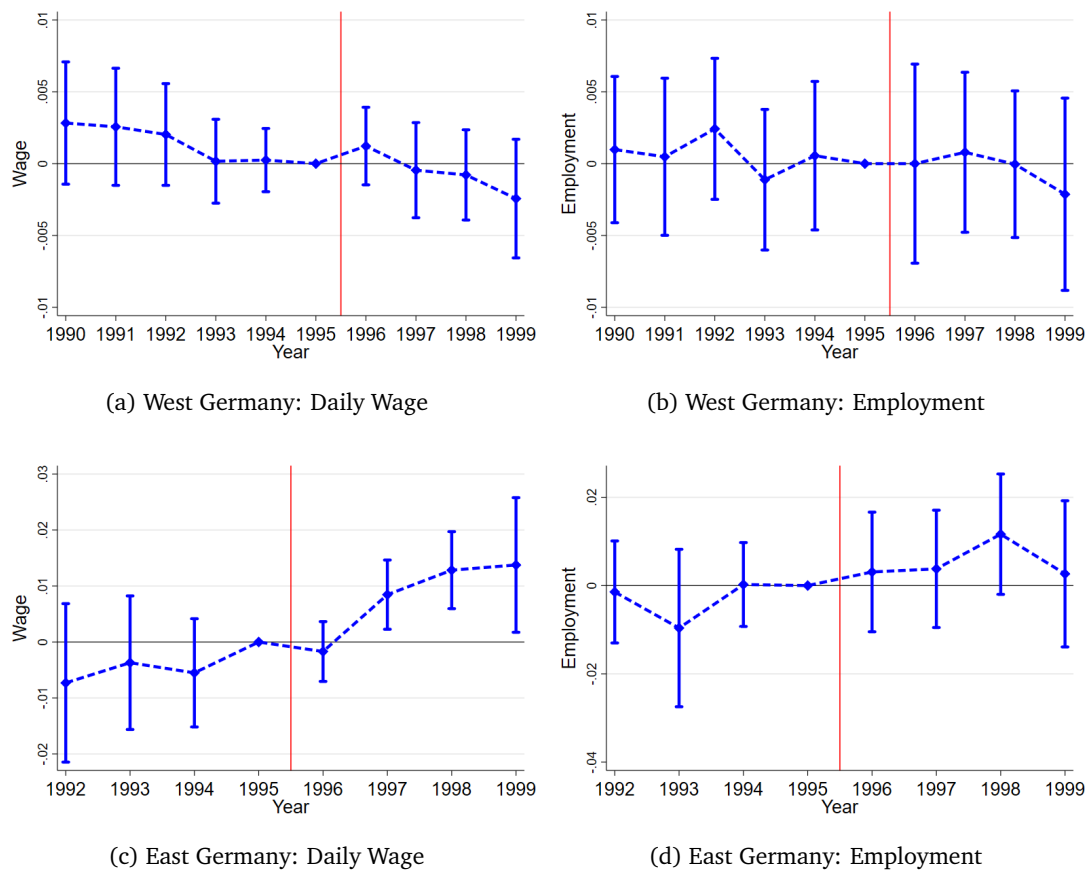 .01
.005
0
-.005
-.01
Wage
1990 1991 1992 1993 1994 1995 1996 1997 1998 1999
Year
(a) West Germany: Daily Wage
.01
.005
0
-.005
-.01
Employment
1990 1991 1992 1993 1994 1995 1996 1997 1998 1999
Year
(b) West Germany: Employment
.03
.02
.01
0
-.01
-.02
Wage
1992 1993 1994 1995 1996 1997 1998 1999
Year
(c) East Germany: Daily Wage
.02
0
-.02
-.04
Employment
1992 1993 1994 1995 1996 1997 1998 1999
Year
(d) East Germany: Employment